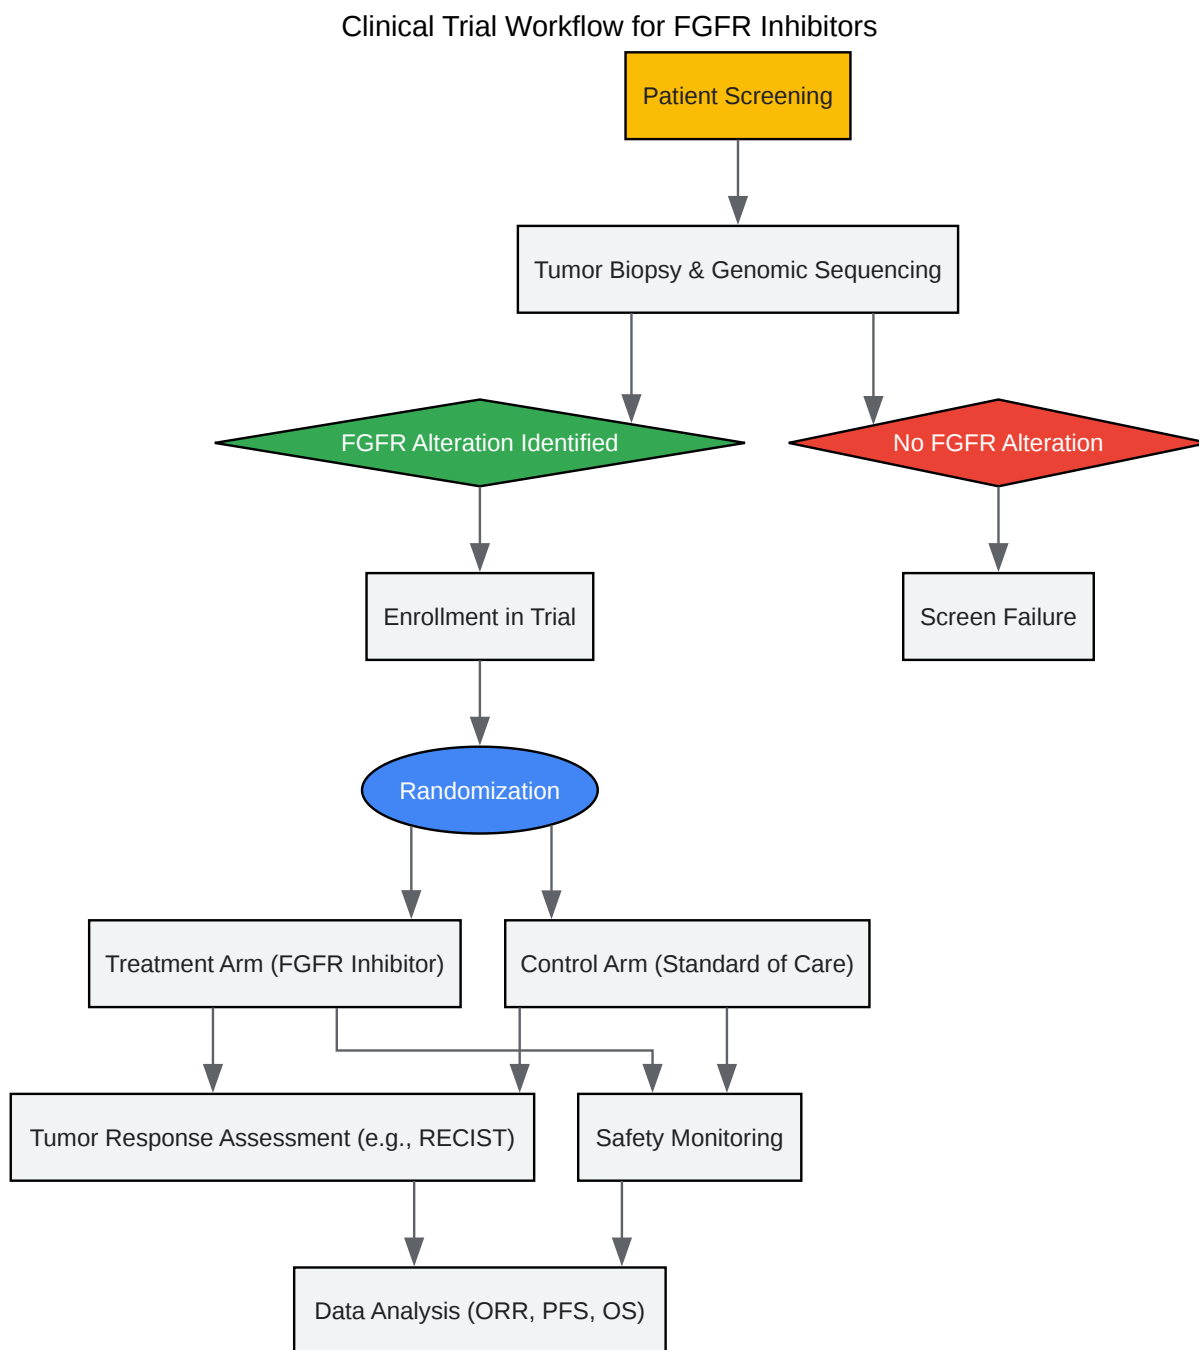 Clinical Trial Workflow for FGFR Inhibitors
Patient Screening
Tumor Biopsy & Genomic Sequencing
FGFR Alteration Identified
No FGFR Alteration
Enrollment in Trial
Screen Failure
Randomization
Treatment Arm (FGFR Inhibitor)
Control Arm (Standard of Care)
Tumor Response Assessment (e.g., RECIST)
Safety Monitoring
Data Analysis (ORR, PFS, OS)